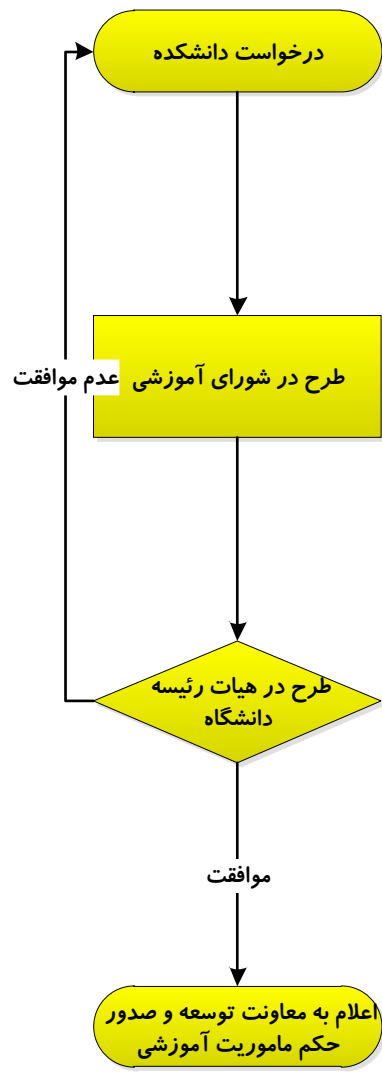 درخواست دانشکده
طرح در شورای آموزشی
عدم موافقت
طرح در هیات رئیسه
دانشگاه
موافقت
اعلام به معاونت توسعه و صدور
حکم ماموریت آموزشی